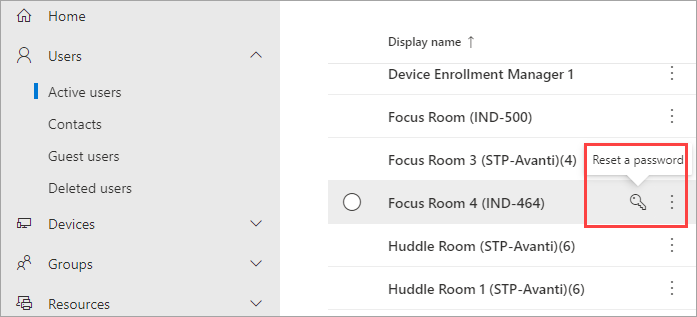 Home
Users
Active users
Contacts
Guest users
Deleted users
Devices
Groups
Resources
Display name ↑
Device Enrollment Manager 1
Focus Room (IND-500)
Focus Room 3 (STP-Avanti)(4)
Reset a password
Focus Room 4 (IND-464)
Huddle Room (STP-Avanti)(6)
Huddle Room 1 (STP-Avanti)(6)